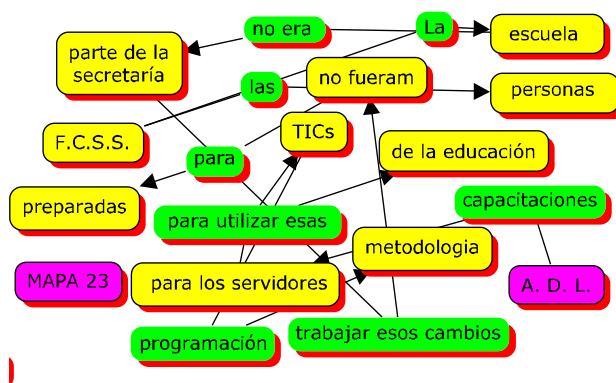 no era
La
escuela
parte de la
secretaría
las
no fueram
personas
F.C.S.S.
TICs
para
de la educación
preparadas
para utilizar esas
capacitaciones
metodologia
MAPA 23
para los servidores
A. D. L.
programación
trabajar esos cambios